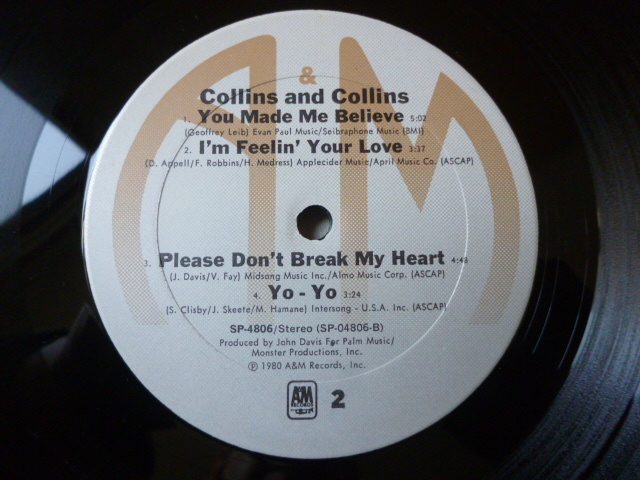 A&M
Collins and Collins
1. You Made Me Believe 5:02
(Geoffrey Leib) Evan Paul Music/Seibraphone Music (BMI)
2. I'm Feelin' Your Love 3:37
(D. Appell/F. Robbins/H. Medress) Applecider Music/April Music Co. (ASCAP)
3. Please Don't Break My Heart 4:48
(J. Davis/V. Fay) Midsong Music Inc./Almo Music Corp. (ASCAP)
4. Yo - Yo 3:24
(S. Clisby/J. Skeete/M. Hamane) Intersong - U.S.A. Inc. (ASCAP)
SP-4806/Stereo (SP-04806-B)
Produced by John Davis For Palm Music/
Monster Productions, Inc.
℗ 1980 A&M Records, Inc.
A&M
RECORDS
2